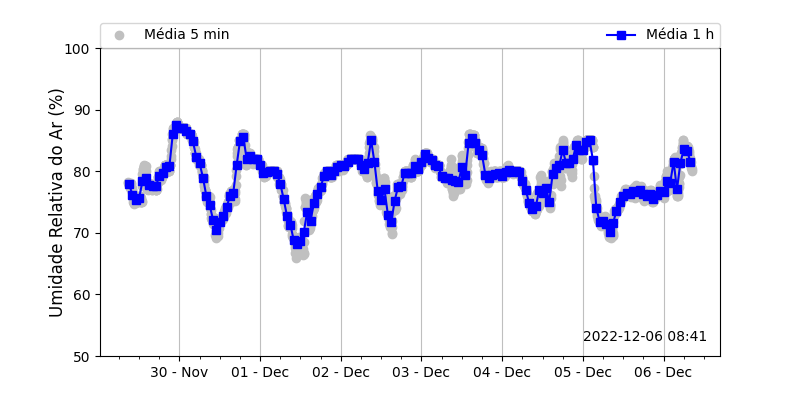 Média 5 min Média 1 h
Umidade Relativa do Ar (%)
100
90
80
70
60
50
2022-12-06 08:41
30 - Nov 01 - Dec 02 - Dec 03 - Dec 04 - Dec 05 - Dec 06 - Dec